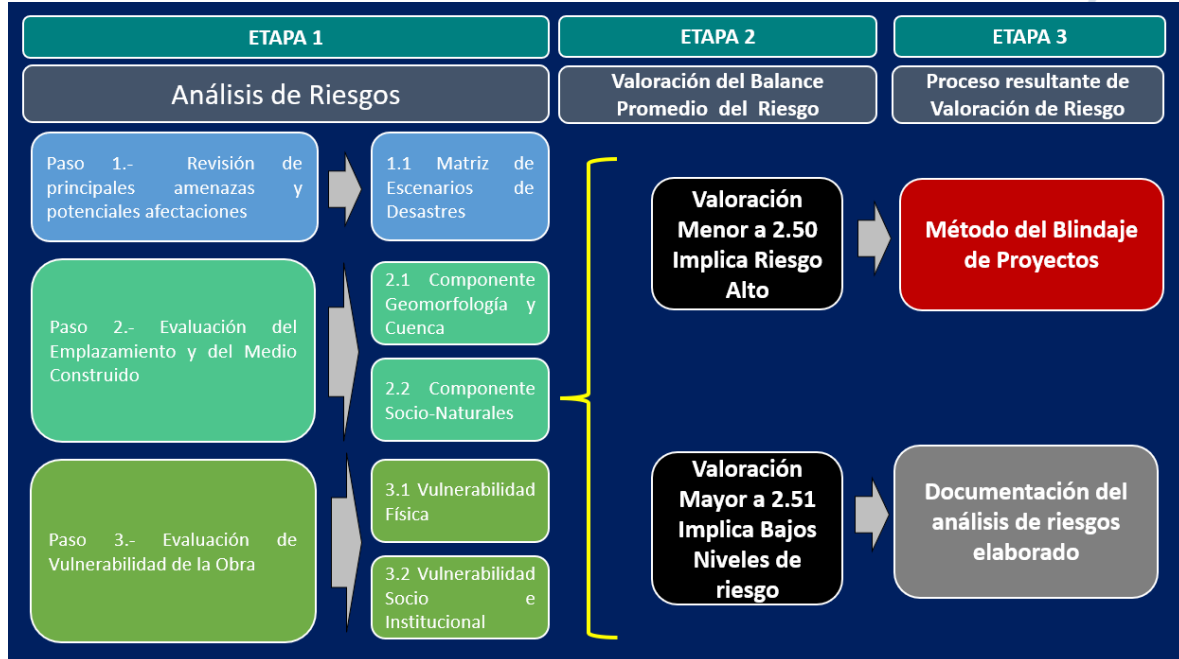 ETAPA 1
ETAPA 2
ETAPA 3
Análisis de Riesgos
Valoración del Balance
Promedio del Riesgo
Proceso resultante de
Valoración de Riesgo
Paso 1.- Revisión de
principales amenazas y
potenciales afectaciones
1.1 Matriz de
Escenarios de
Desastres
Paso 2.- Evaluación del
Emplazamiento y del Medio
Construido
2.1 Componente
Geomorfología y
Cuenca
2.2 Componente
Socio-Naturales
Paso 3.- Evaluación de
Vulnerabilidad de la Obra
3.1 Vulnerabilidad
Física
3.2 Vulnerabilidad
Socio e
Institucional
Valoración
Menor a 2.50
Implica Riesgo
Alto
Método del Blindaje
de Proyectos
Valoración
Mayor a 2.51
Implica Bajos
Niveles de
riesgo
Documentación del
análisis de riesgos
elaborado